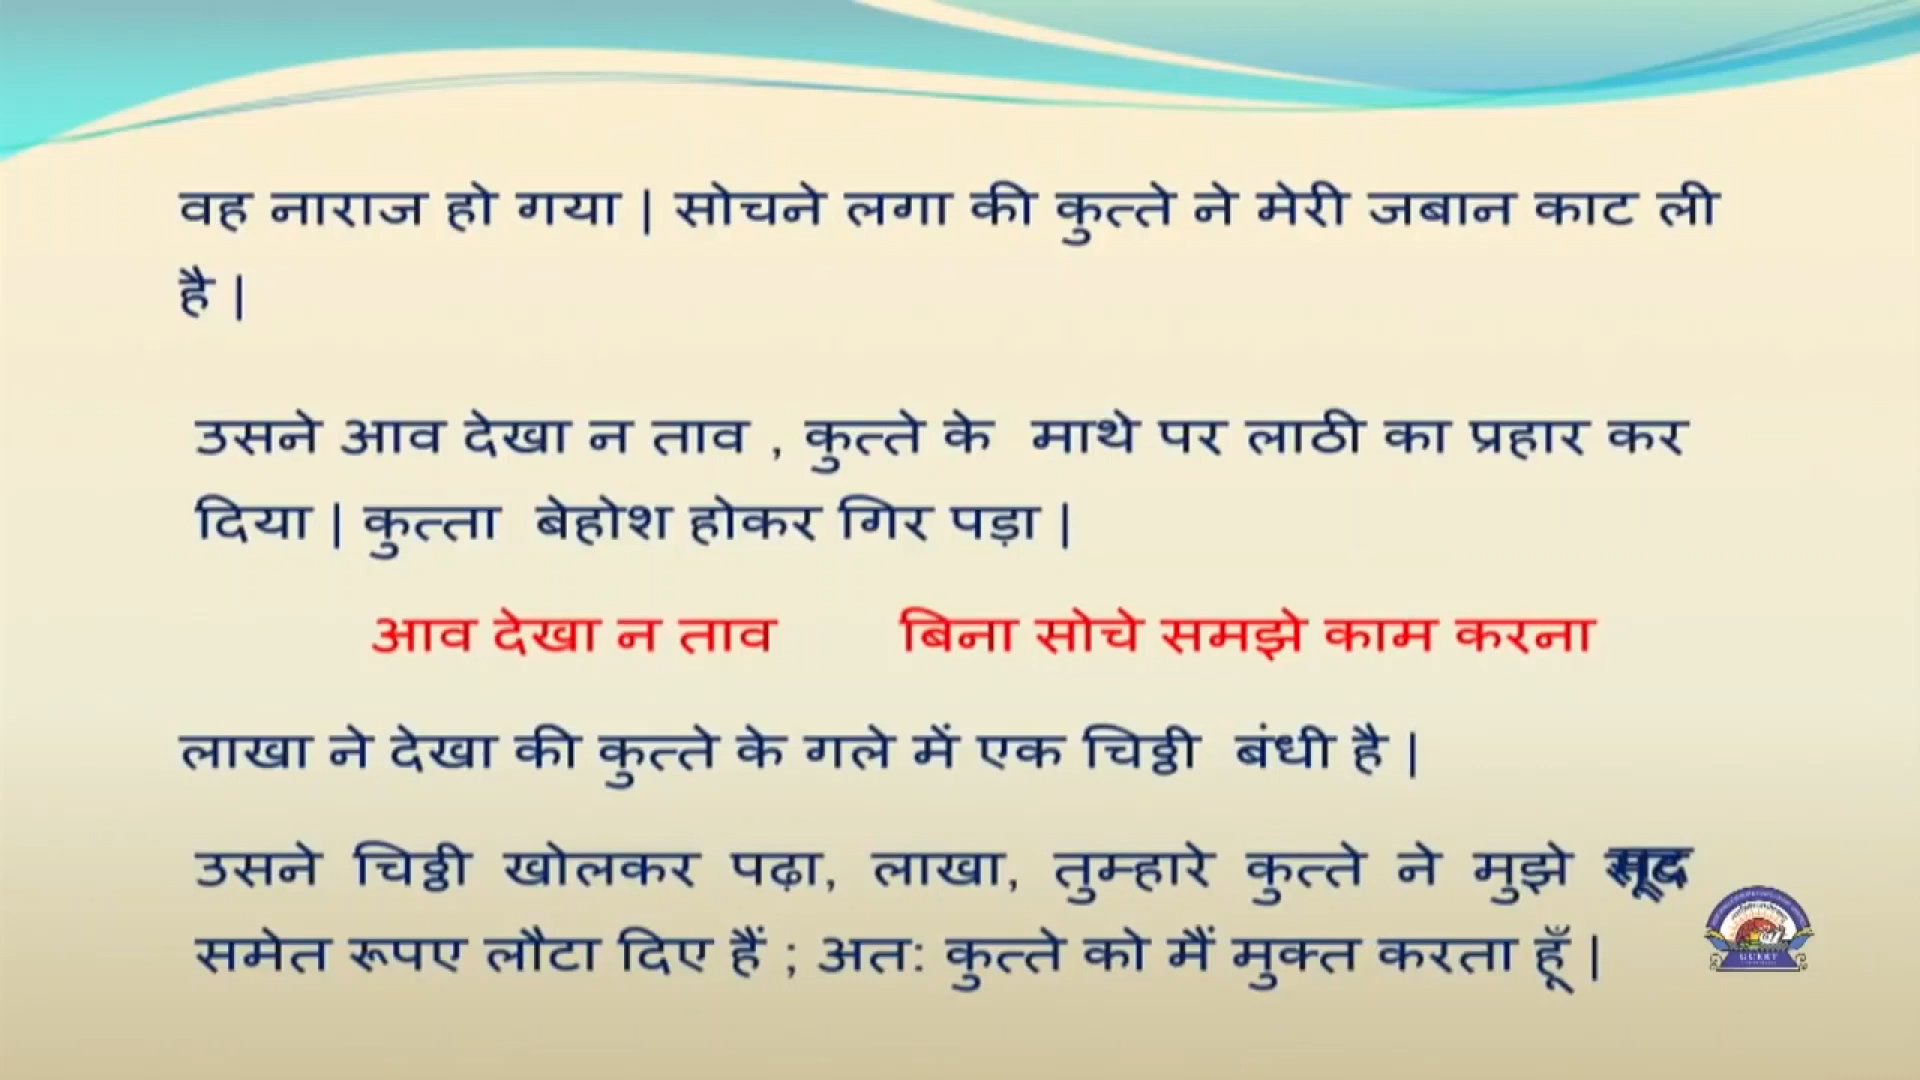 वह नाराज हो गया | सोचने लगा की कुत्ते ने मेरी जबान काट ली
है |
उसने आव देखा न ताव , कुत्ते के माथे पर लाठी का प्रहार कर
दिया | कुत्ता बेहोश होकर गिर पड़ा |
आव देखा न ताव बिना सोचे समझे काम करना
लाखा ने देखा की कुत्ते के गले में एक चिठ्ठी बंधी है |
उसने चिठ्ठी खोलकर पढ़ा, लाखा, तुम्हारे कुत्ते ने मुझे सूद
समेत रूपए लौटा दिए हैं ; अत: कुत्ते को मैं मुक्त करता हूँ |